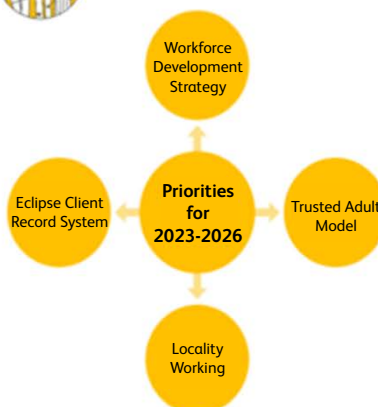 Workforce
Development
Strategy
Eclipse Client
Record System
Priorities
for
2023-2026
Trusted Adult
Model
Locality
Working